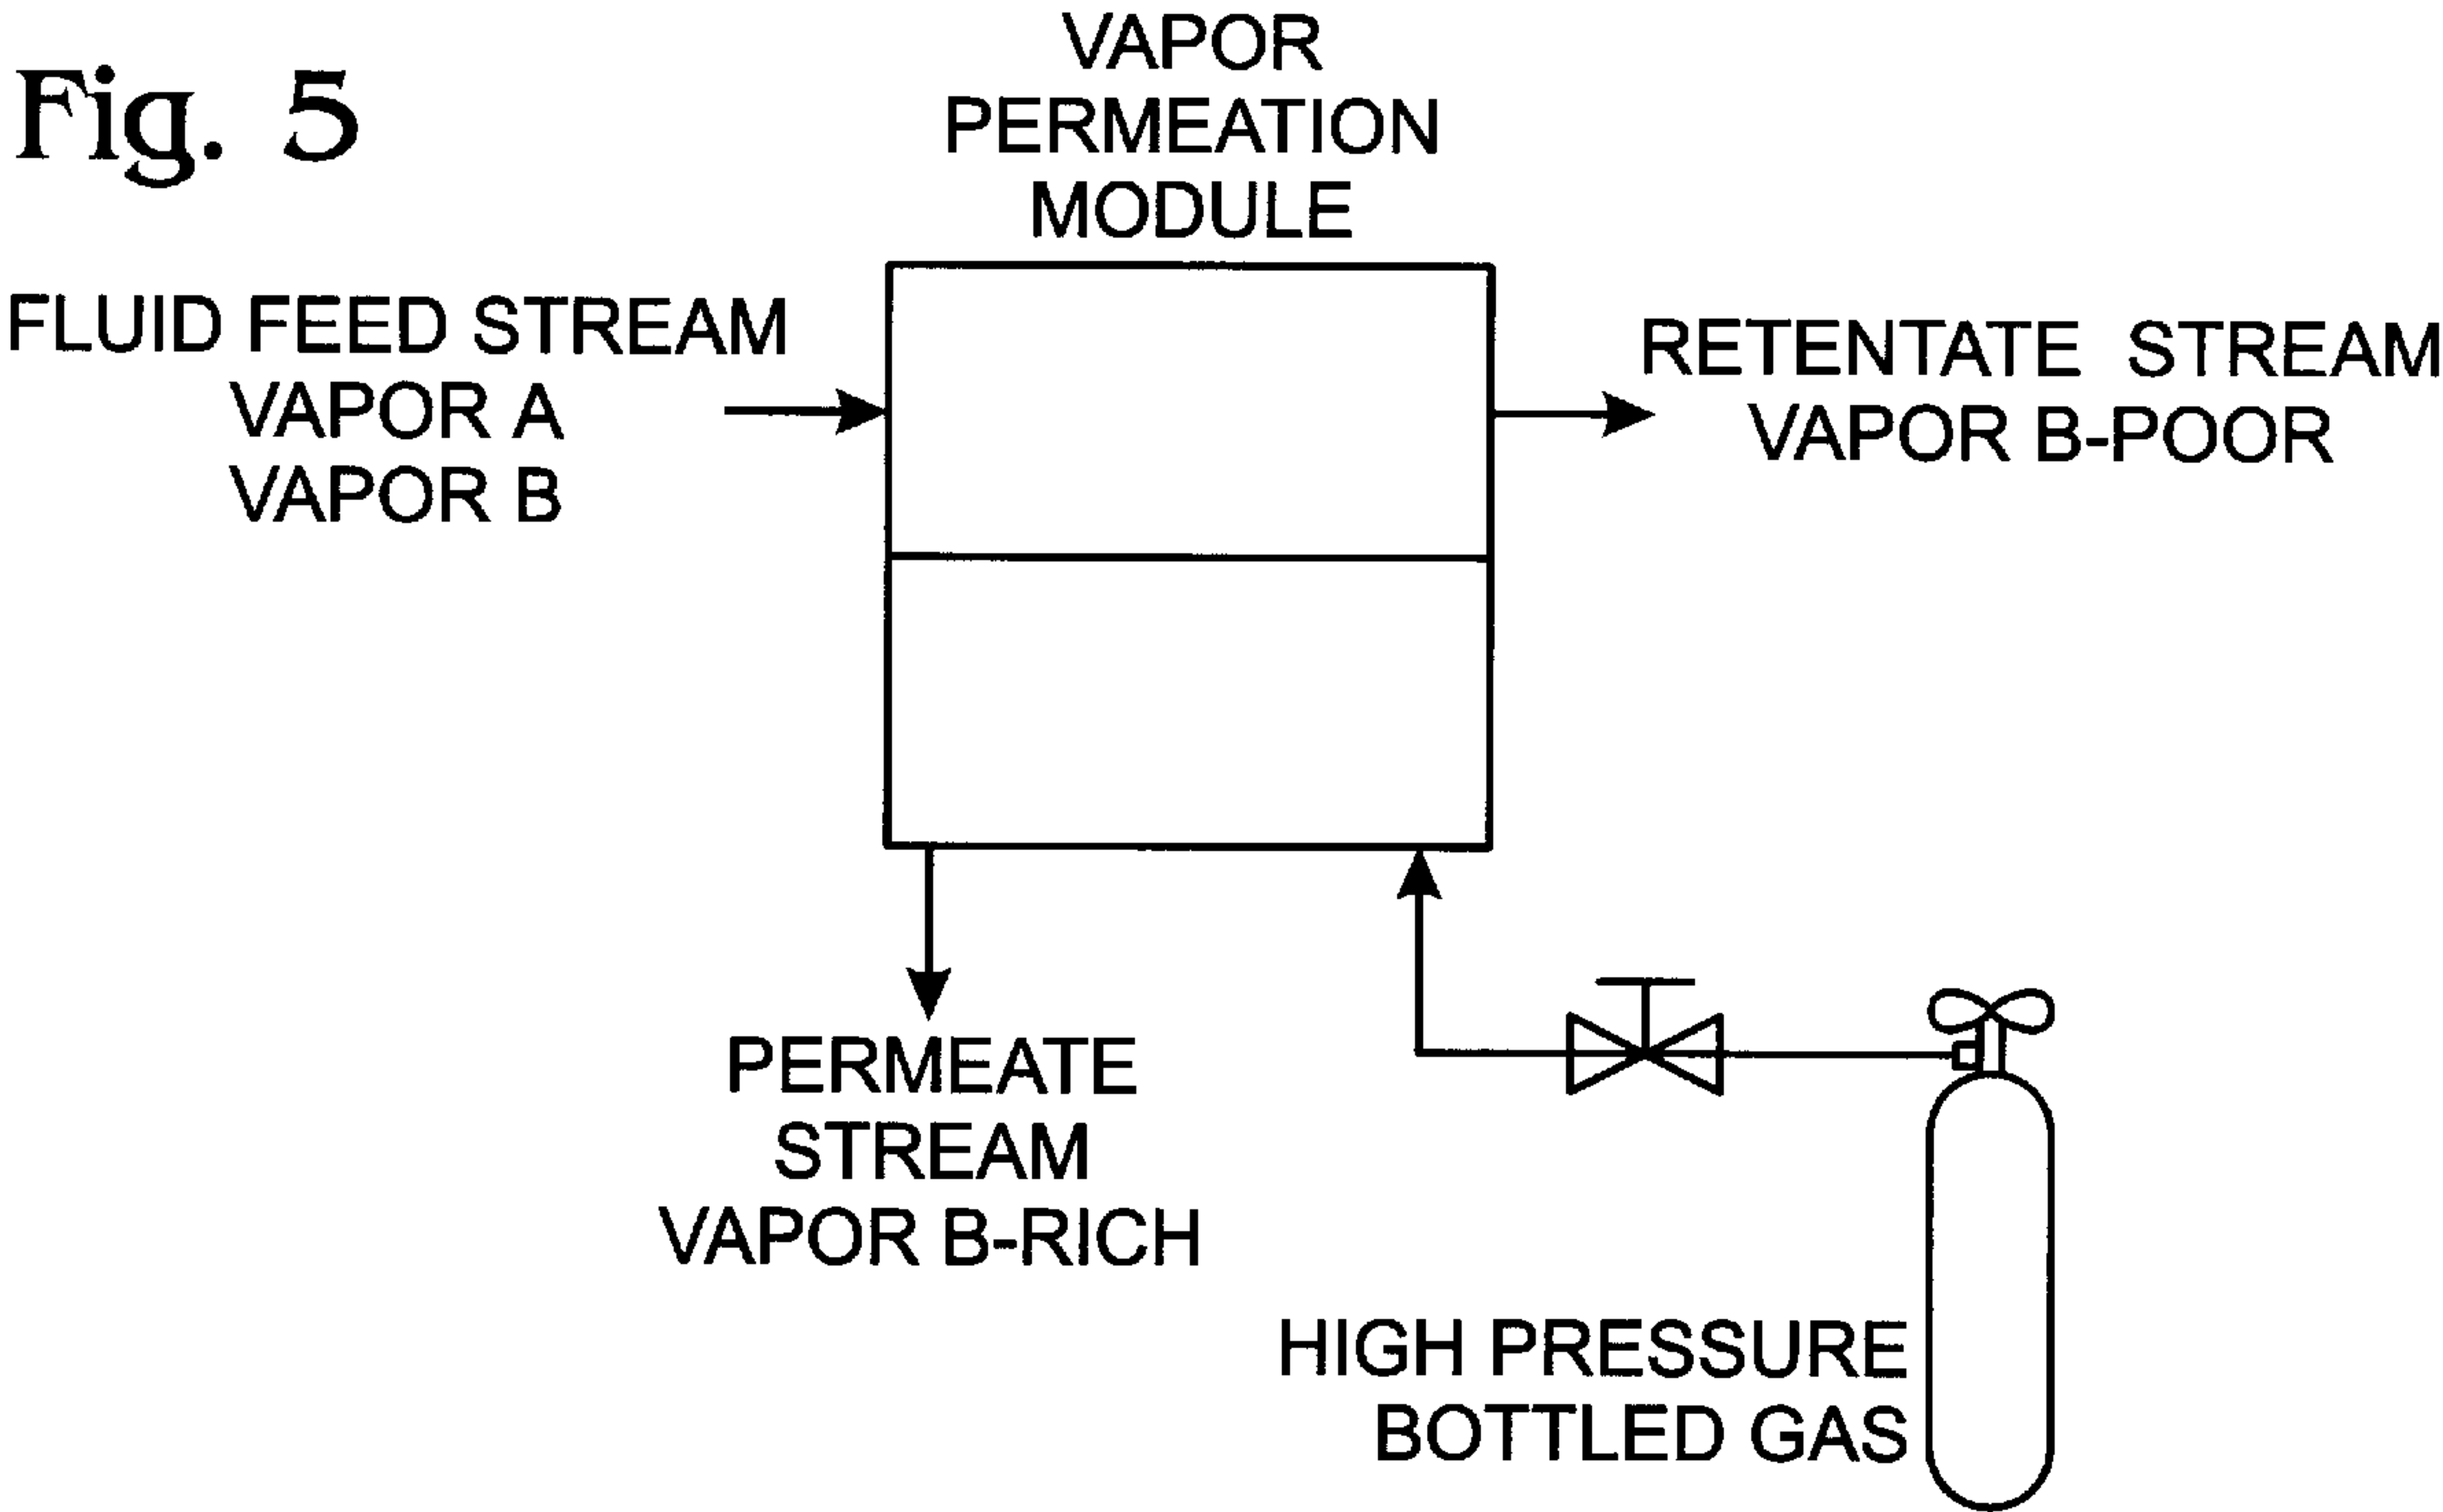 Fig. 5
VAPOR
PERMEATION
MODULE
FLUID FEED STREAM
VAPOR A
VAPOR B
RETENTATE STREAM
VAPOR B-POOR
PERMEATE
STREAM
VAPOR B-RICH
HIGH PRESSURE
BOTTLED GAS